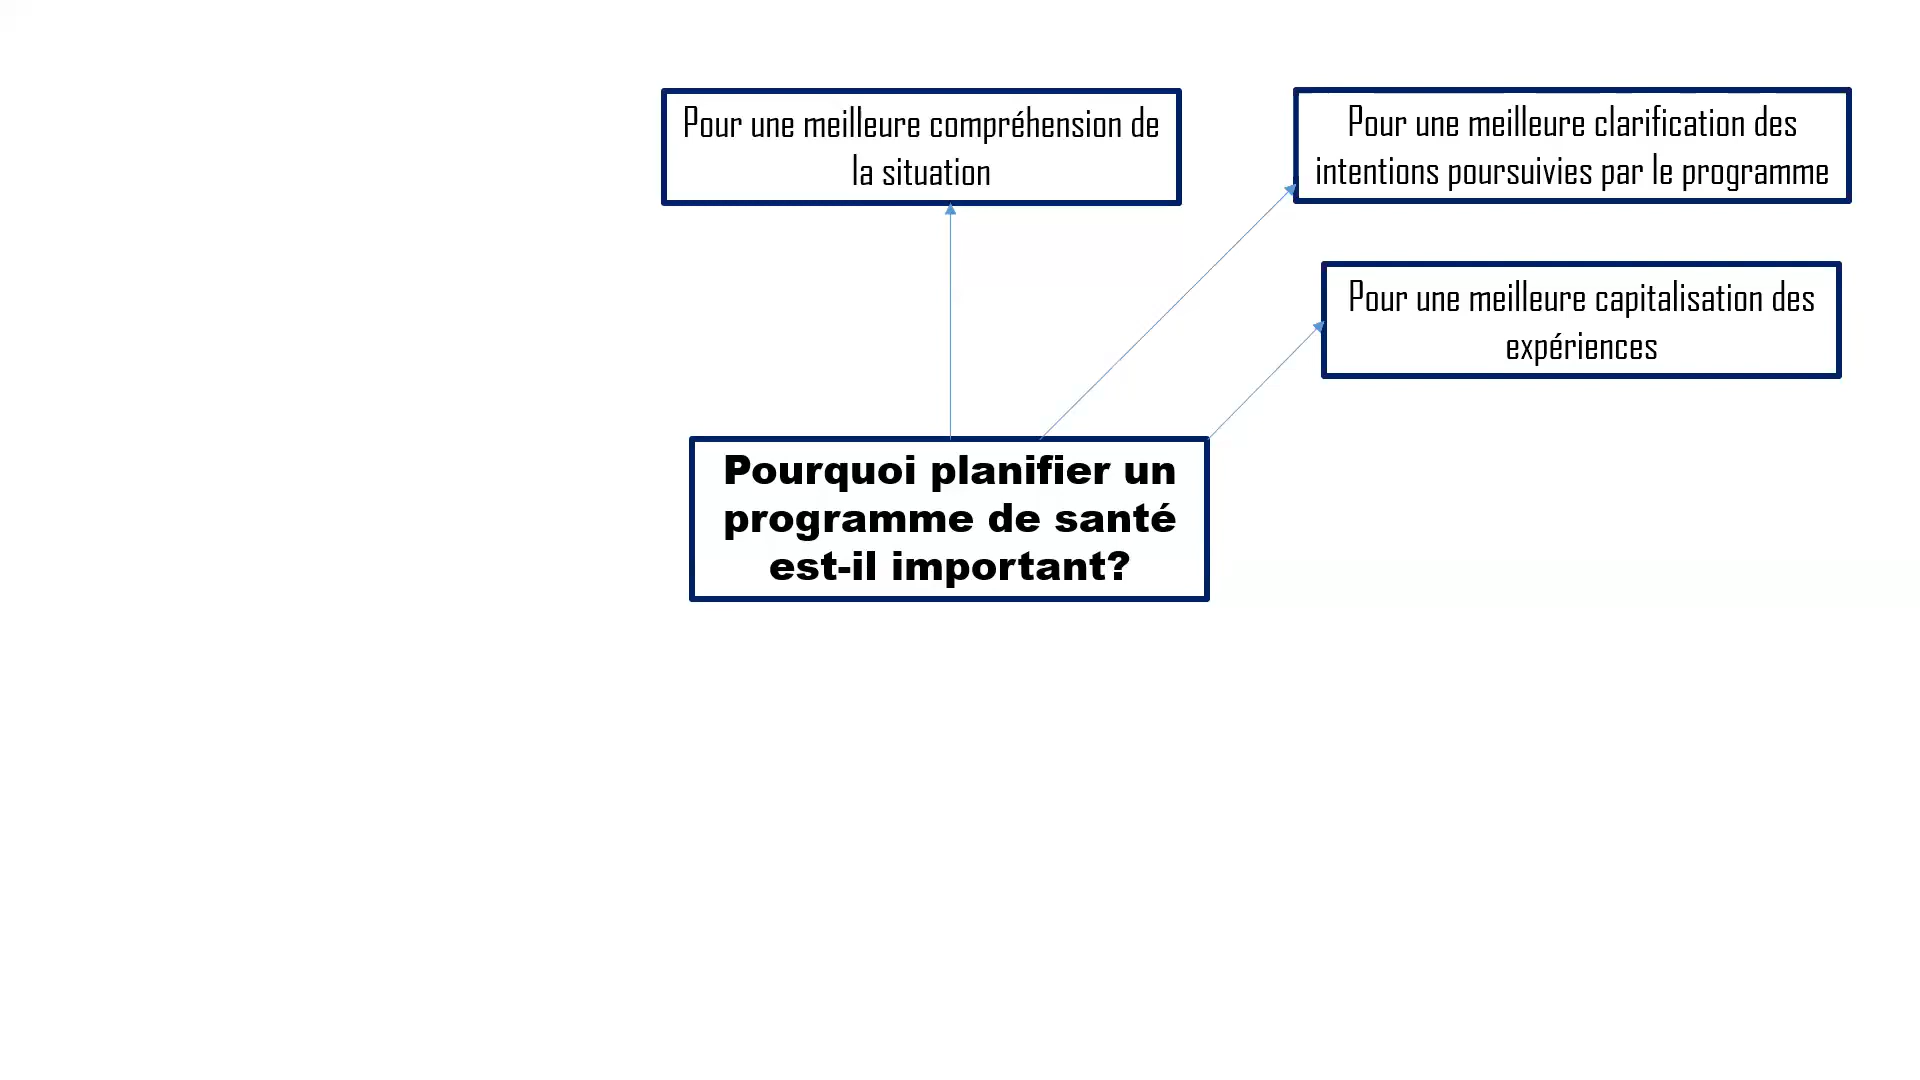 Pour une meilleure compréhension de
la situation
Pour une meilleure clarification des
intentions poursuivies par le programme
Pour une meilleure capitalisation des
expériences
Pourquoi planifier un
programme de santé
est-il important?